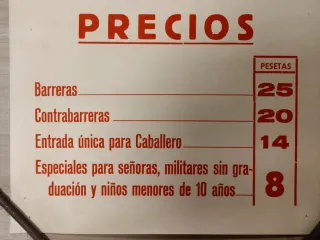 PRECIOS
PESETAS
Barreras 25
Contrabarreras 20
Entrada única para Caballero 14
Especiales para señoras, militares sin gra-
duación y niños menores de 10 años 8